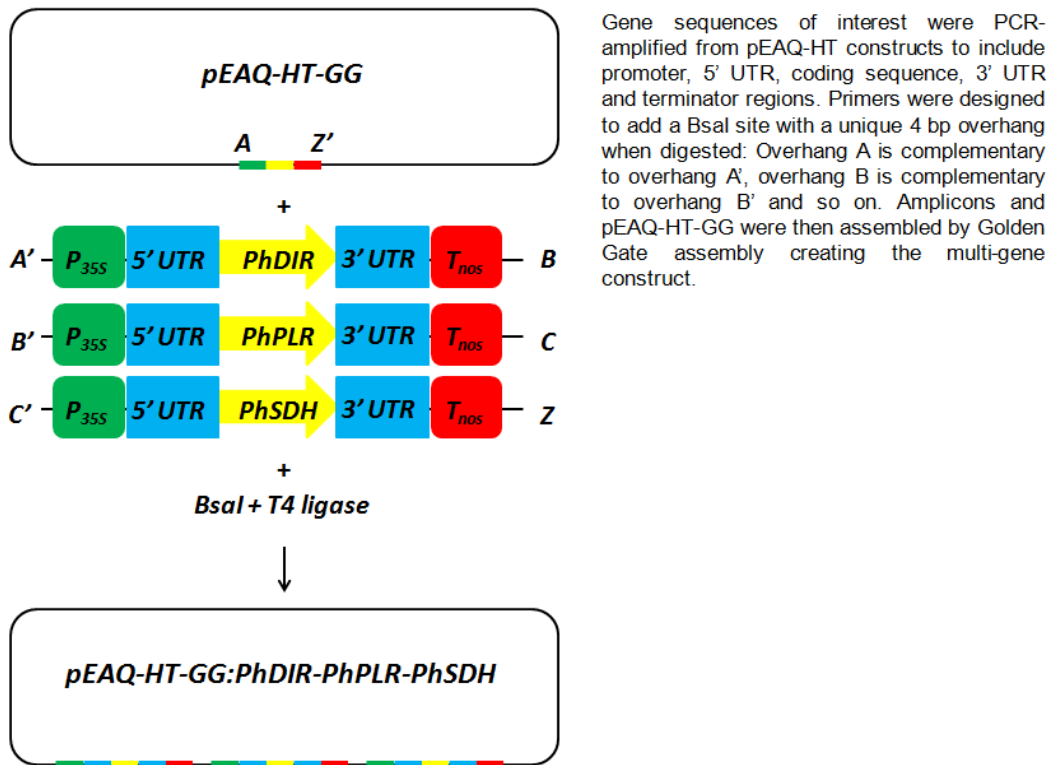 pEAQ-HT-GG
A Z’
+
A’ P35S 5’ UTR PhDIR 3’ UTR Tnos B
B’ P35S 5’ UTR PhPLR 3’ UTR Tnos C
C’ P35S 5’ UTR PhSDH 3’ UTR Tnos Z
+
BsaI + T4 ligase
pEAQ-HT-GG:PhDIR-PhPLR-PhSDH
Gene sequences of interest were PCR-
amplified from pEAQ-HT constructs to include
promoter, 5’ UTR, coding sequence, 3’ UTR
and terminator regions. Primers were designed
to add a BsaI site with a unique 4 bp overhang
when digested: Overhang A is complementary
to overhang A’, overhang B is complementary
to overhang B’ and so on. Amplicons and
pEAQ-HT-GG were then assembled by Golden
Gate assembly creating the multi-gene
construct.